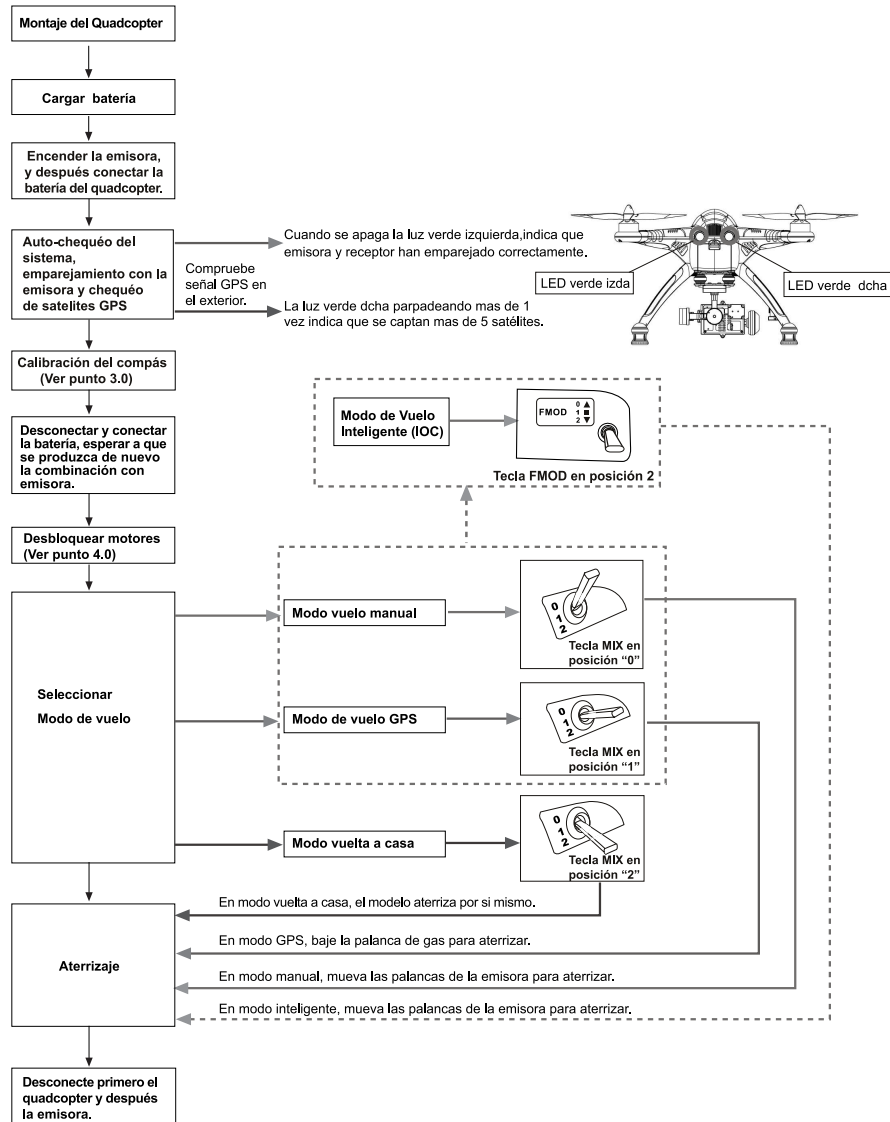 Montaje del Quadcopter
Cargar batería
Encender la emisora,
y después conectar la
batería del quadcopter.
Auto-chequéo del
sistema,
emparejamiento con la
emisora y chequéo
de satelites GPS
Cuando se apaga la luz verde izquierda,indica que
emisora y receptor han emparejado correctamente.
Compruebe
señal GPS en
el exterior.
La luz verde dcha parpadeando mas de 1
vez indica que se captan mas de 5 satélites.
LED verde izda
LED verde dcha
Calibración del compás
(Ver punto 3.0)
Desconectar y conectar
la batería, esperar a que
se produzca de nuevo
la combinación con
emisora.
Modo de Vuelo
Inteligente (IOC)
FMOD
0 ▲
1 ■
2 ▼
Tecla FMOD en posición 2
Desbloquear motores
(Ver punto 4.0)
Seleccionar
Modo de vuelo
Modo vuelo manual
0
1
2
Tecla MIX en
posición “0”
Modo de vuelo GPS
0
1
2
Tecla MIX en
posición “1”
Modo vuelta a casa
0
1
2
Tecla MIX en
posición “2”
Aterrizaje
En modo vuelta a casa, el modelo aterriza por si mismo.
En modo GPS, baje la palanca de gas para aterrizar.
En modo manual, mueva las palancas de la emisora para aterrizar.
En modo inteligente, mueva las palancas de la emisora para aterrizar.
Desconecte primero el
quadcopter y después
la emisora.